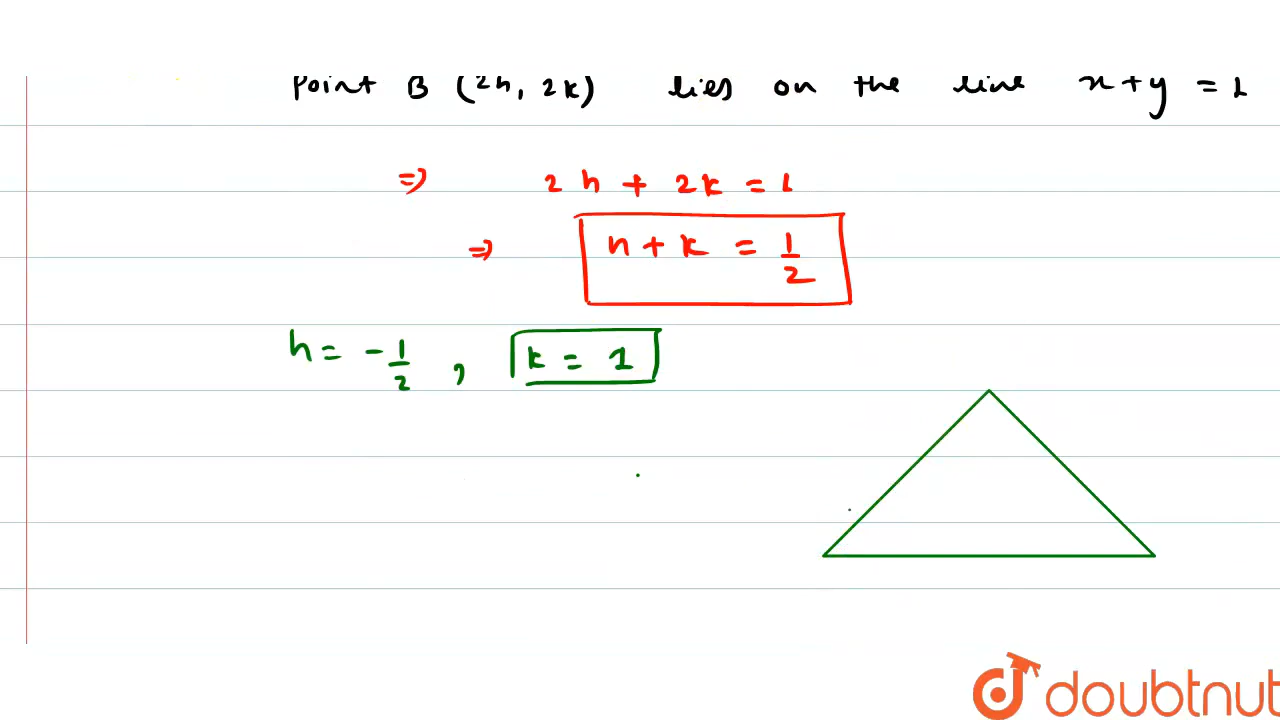 Point B (2h, 2k) lies on the line x + y = 1
⇒ 2h + 2k = 1
⇒ h + k = 1/2
h = -1/2 , k = 1
doubtnut